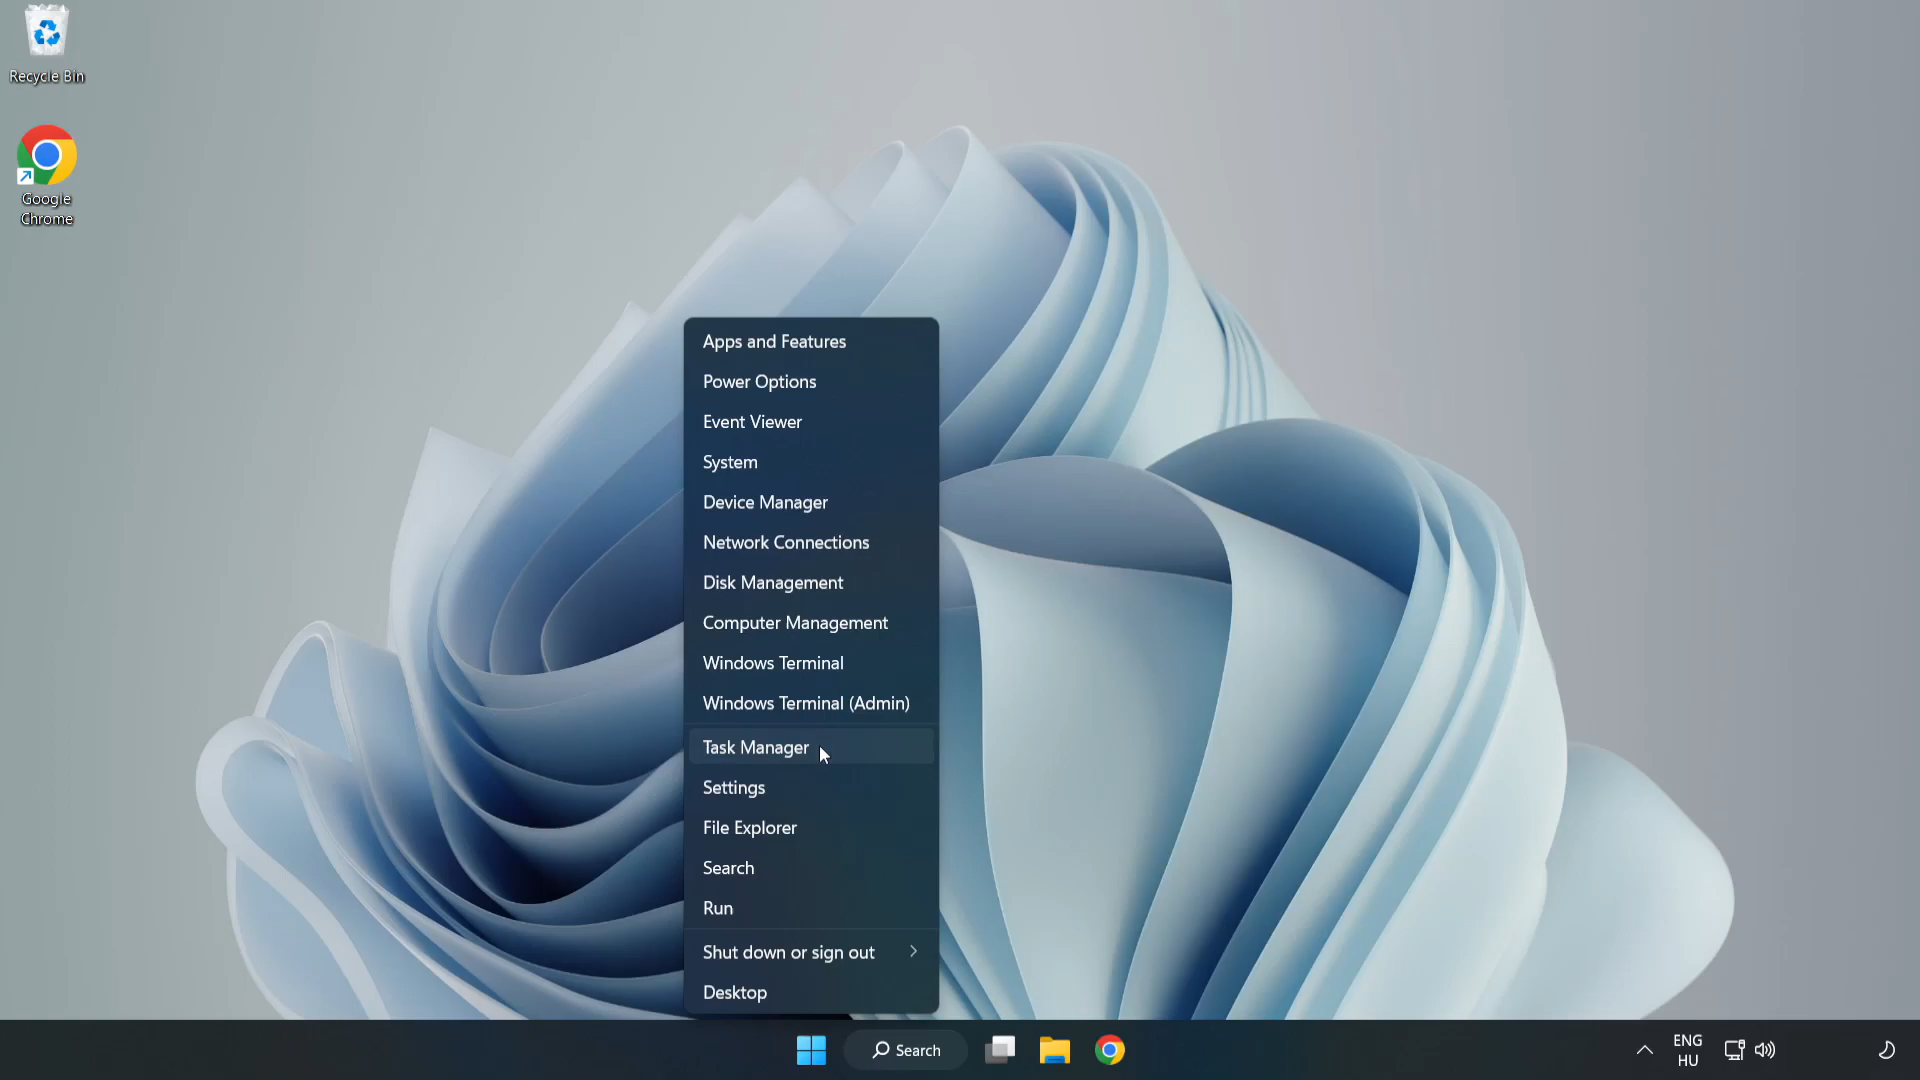 Recycle Bin
Google
Chrome
Apps and Features
Power Options
Event Viewer
System
Device Manager
Network Connections
Disk Management
Computer Management
Windows Terminal
Windows Terminal (Admin)
Task Manager
Settings
File Explorer
Search
Run
Shut down or sign out
Desktop
Search
ENG
HU